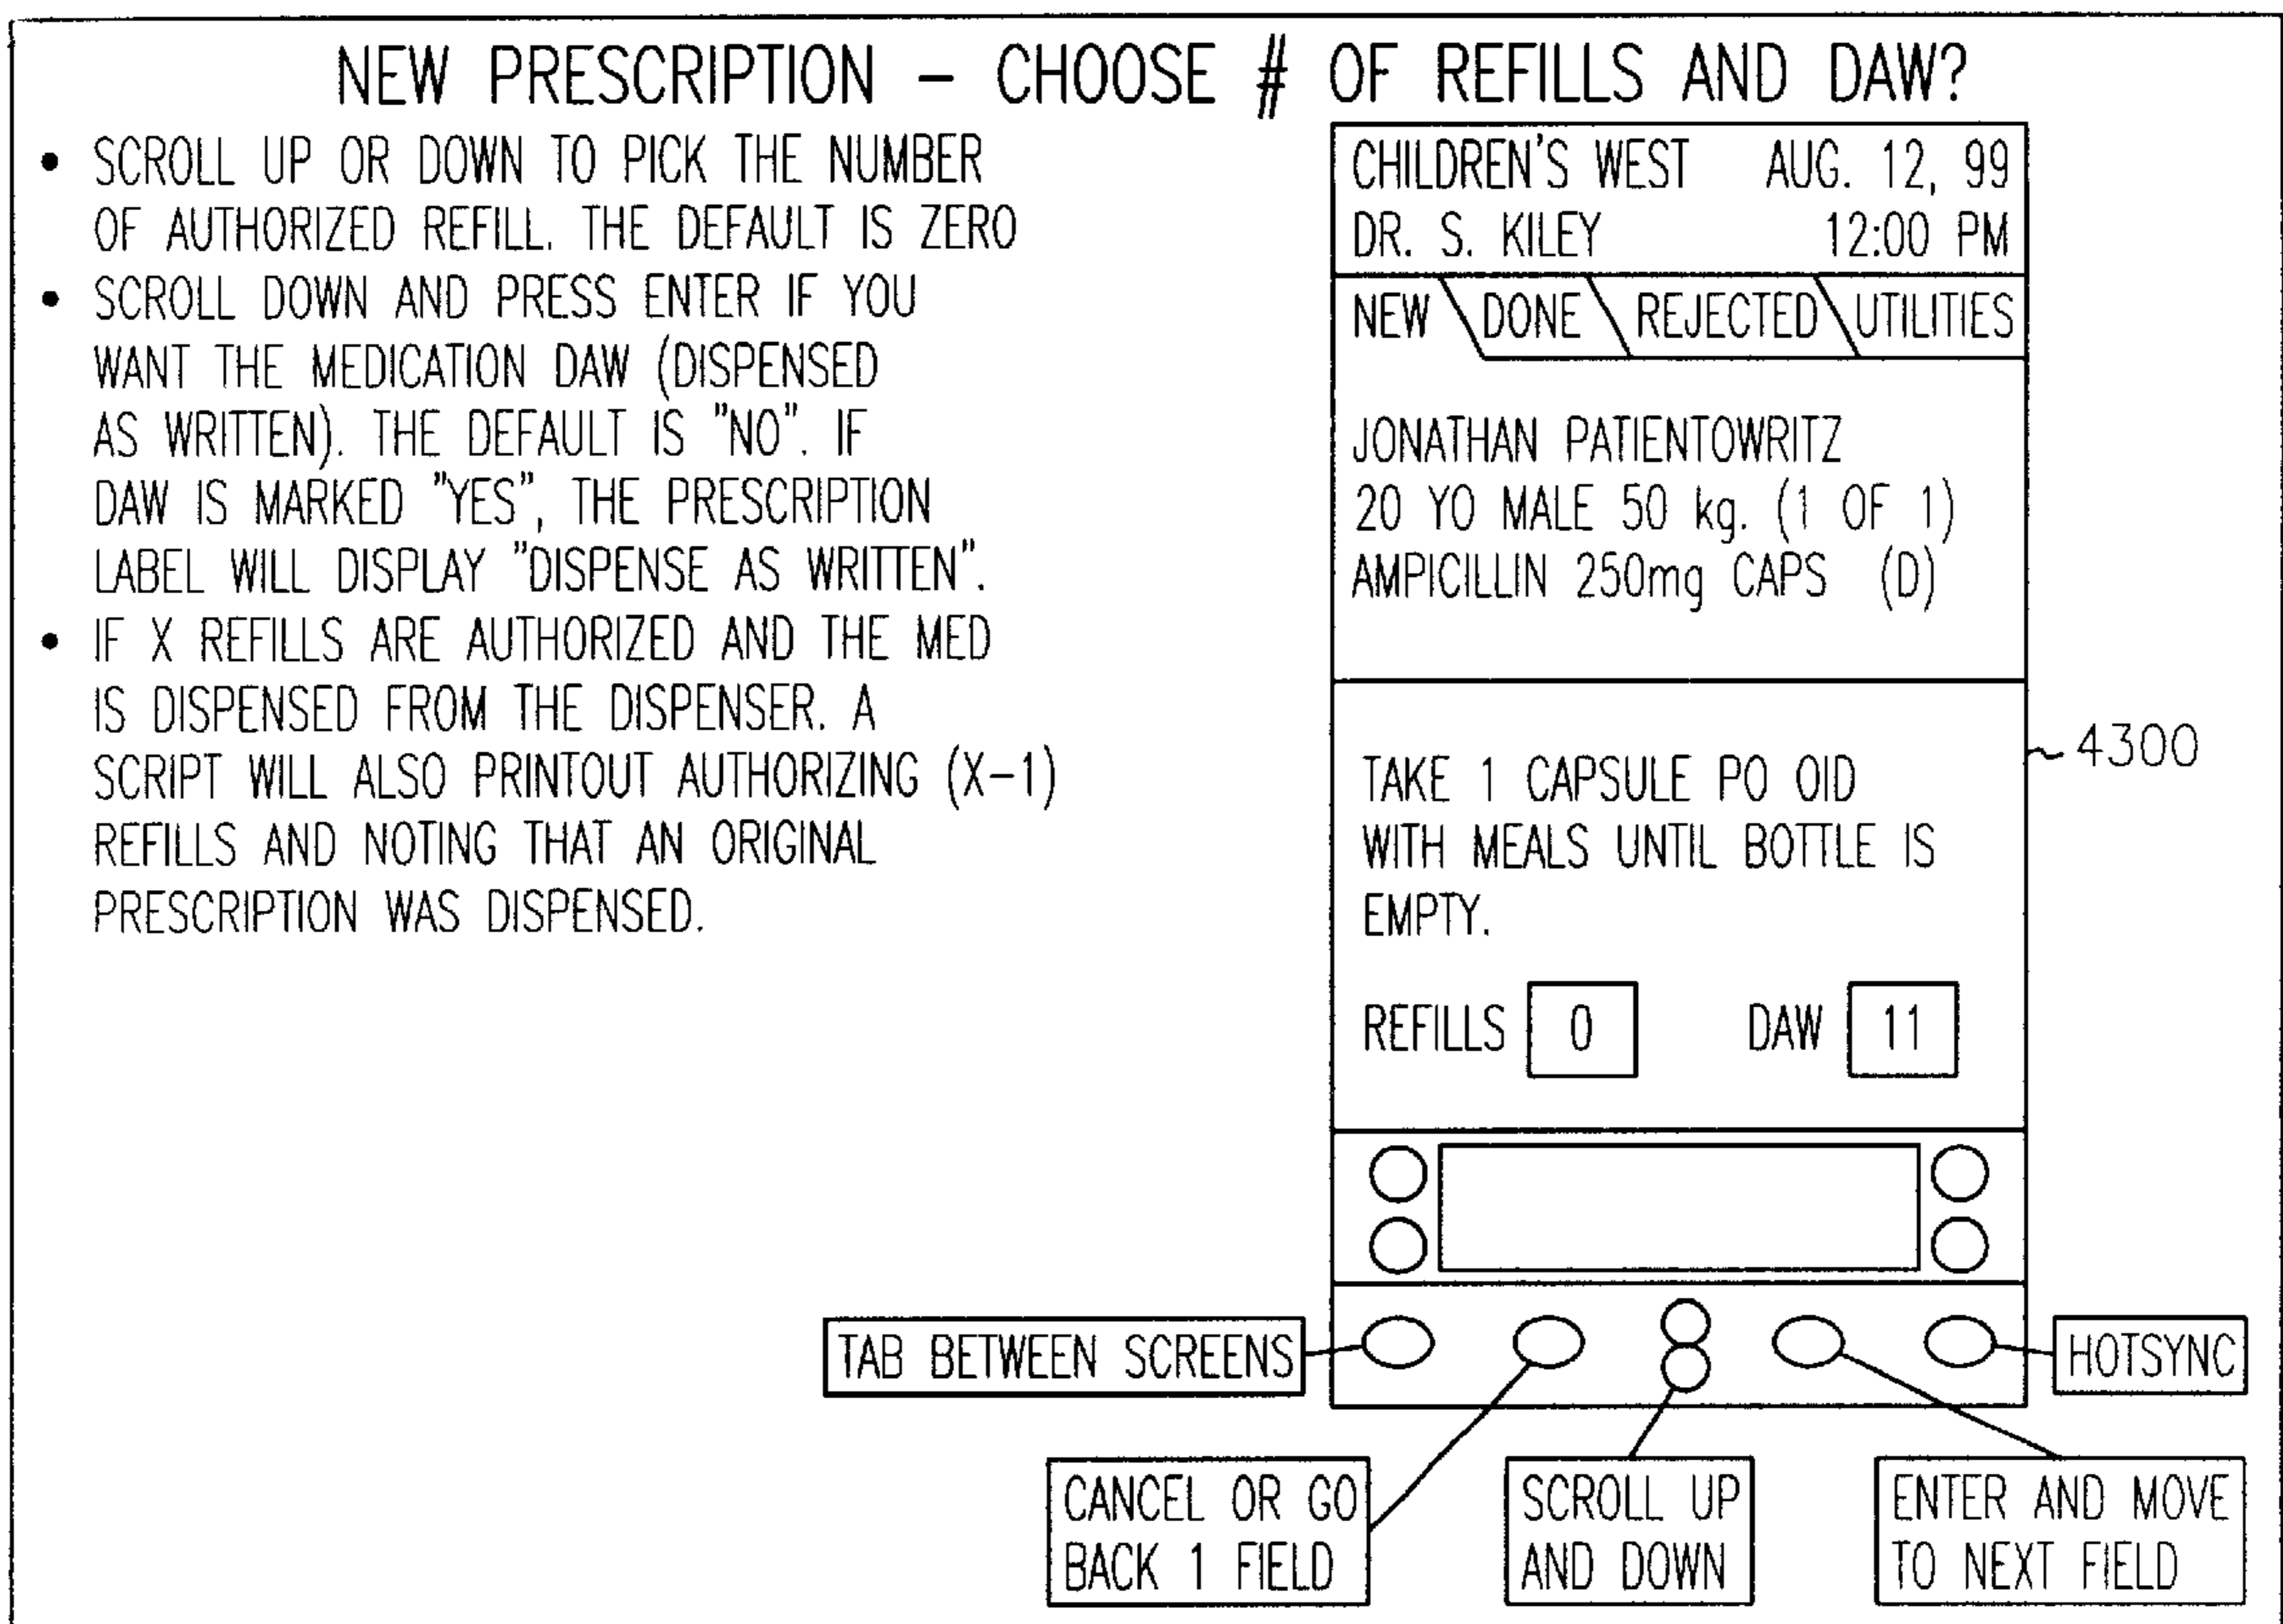 NEW PRESCRIPTION – CHOOSE # OF REFILLS AND DAW?
• SCROLL UP OR DOWN TO PICK THE NUMBER
OF AUTHORIZED REFILL. THE DEFAULT IS ZERO
• SCROLL DOWN AND PRESS ENTER IF YOU
WANT THE MEDICATION DAW (DISPENSED
AS WRITTEN). THE DEFAULT IS "NO". IF
DAW IS MARKED "YES", THE PRESCRIPTION
LABEL WILL DISPLAY "DISPENSE AS WRITTEN".
• IF X REFILLS ARE AUTHORIZED AND THE MED
IS DISPENSED FROM THE DISPENSER. A
SCRIPT WILL ALSO PRINTOUT AUTHORIZING (X–1)
REFILLS AND NOTING THAT AN ORIGINAL
PRESCRIPTION WAS DISPENSED.
CHILDREN'S WEST AUG. 12, 99
DR. S. KILEY 12:00 PM
NEW DONE REJECTED UTILITIES
JONATHAN PATIENTOWRITZ
20 YO MALE 50 kg. (1 OF 1)
AMPICILLIN 250mg CAPS (D)
TAKE 1 CAPSULE PO OID
WITH MEALS UNTIL BOTTLE IS
EMPTY.
REFILLS 0 DAW 11
4300
TAB BETWEEN SCREENS
HOTSYNC
CANCEL OR GO
BACK 1 FIELD
SCROLL UP
AND DOWN
ENTER AND MOVE
TO NEXT FIELD